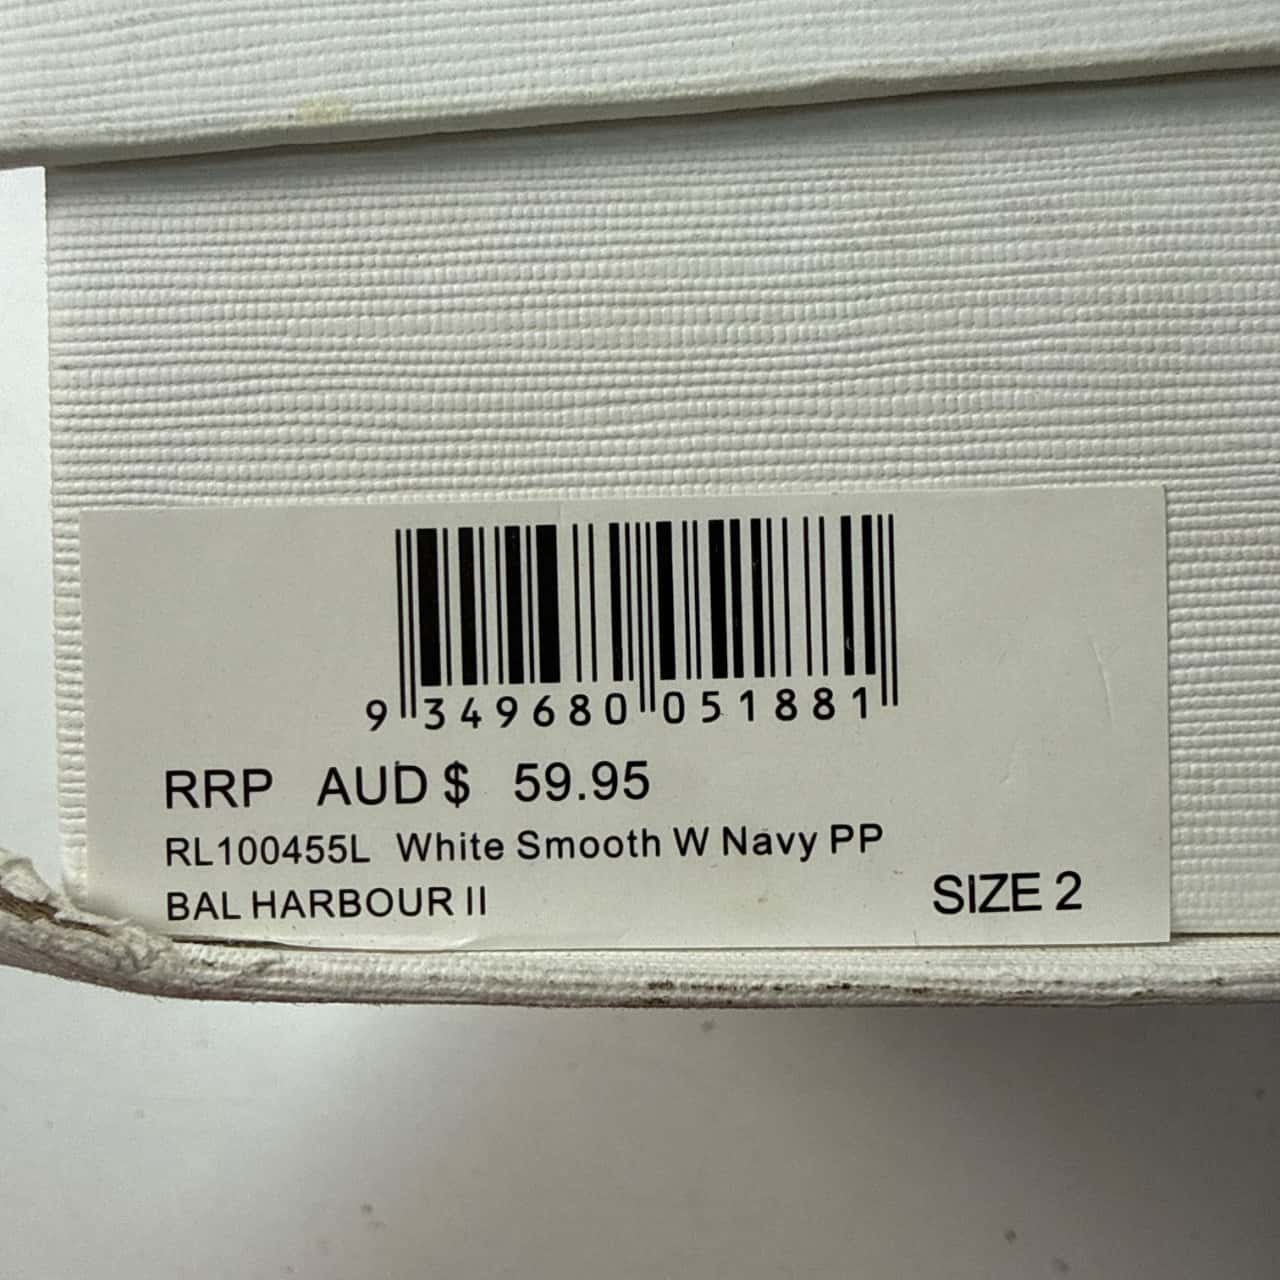 9 349680 051881
RRP AUD $ 59.95
RL100455L White Smooth W Navy PP
BAL HARBOUR II
SIZE 2